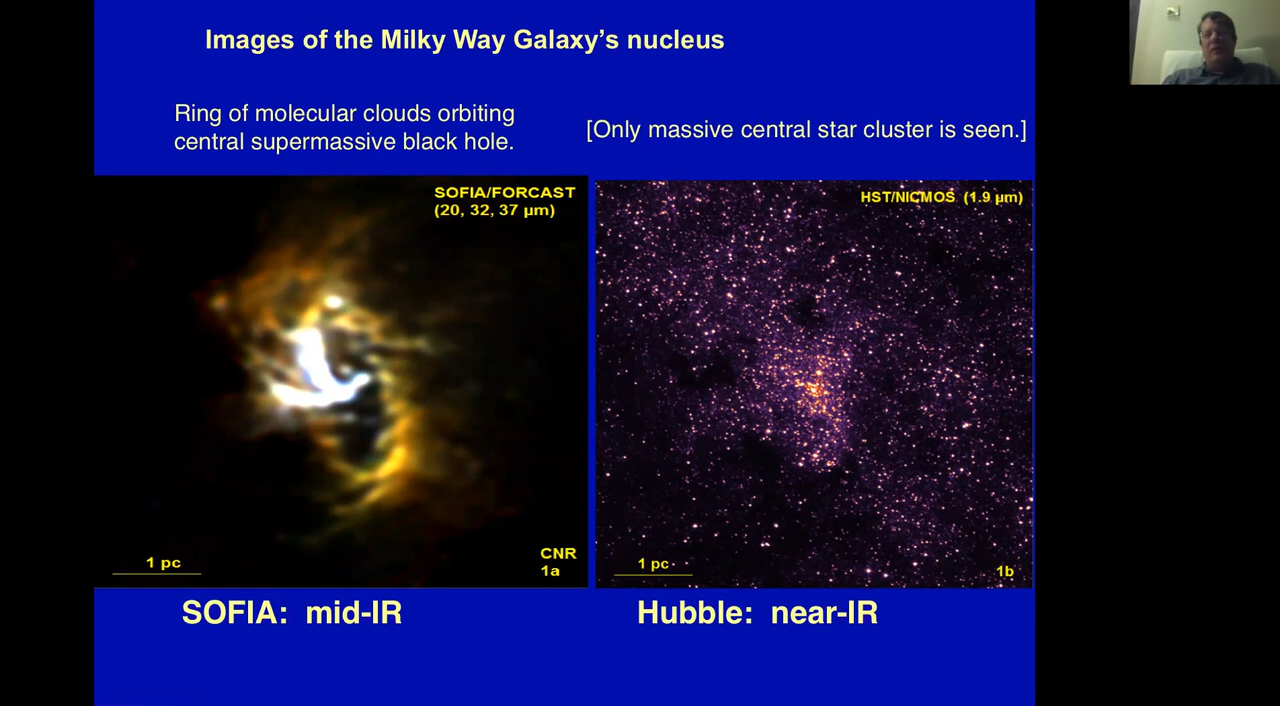 Images of the Milky Way Galaxy's nucleus
Ring of molecular clouds orbiting
central supermassive black hole.
[Only massive central star cluster is seen.]
SOFIA/FORCAST
(20, 32, 37 µm)
1 pc
CNR
1a
HST/NICMOS (1.9 µm)
1 pc
1b
SOFIA: mid-IR
Hubble: near-IR